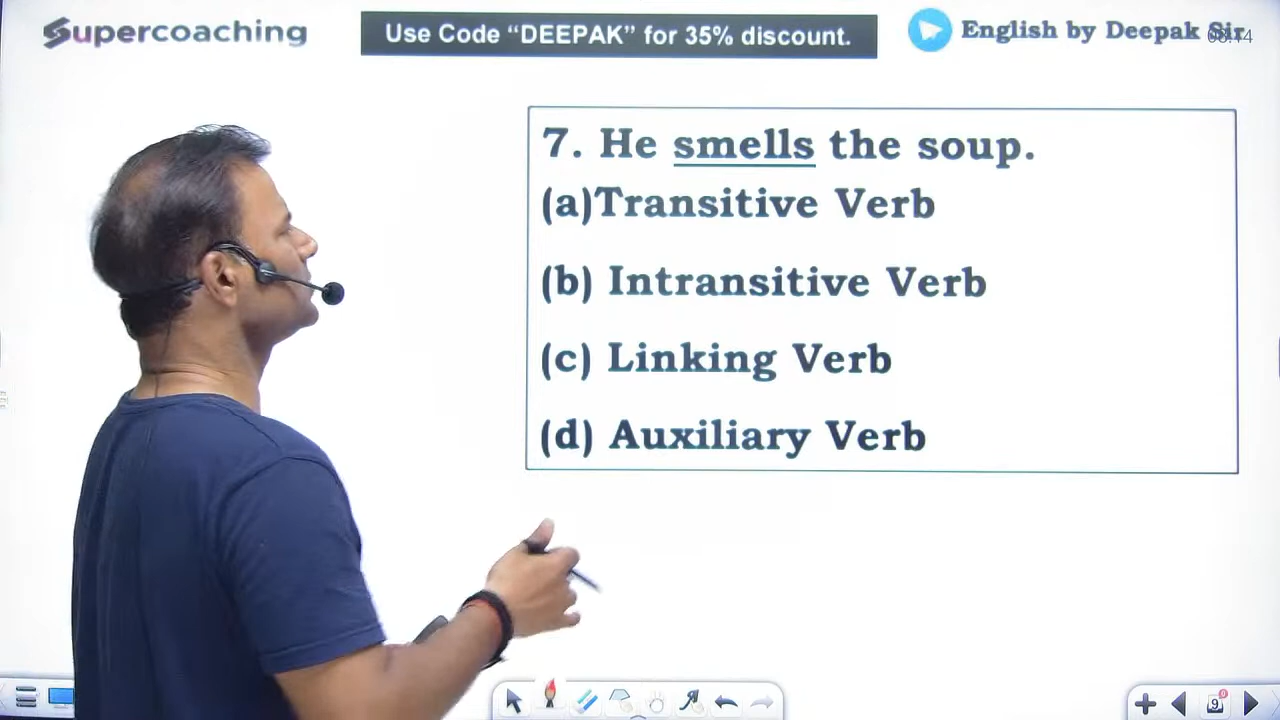 Supercoaching
Use Code “DEEPAK” for 35% discount.
English by Deepak Sir
7. He smells the soup.
(a)Transitive Verb
(b) Intransitive Verb
(c) Linking Verb
(d) Auxiliary Verb
9